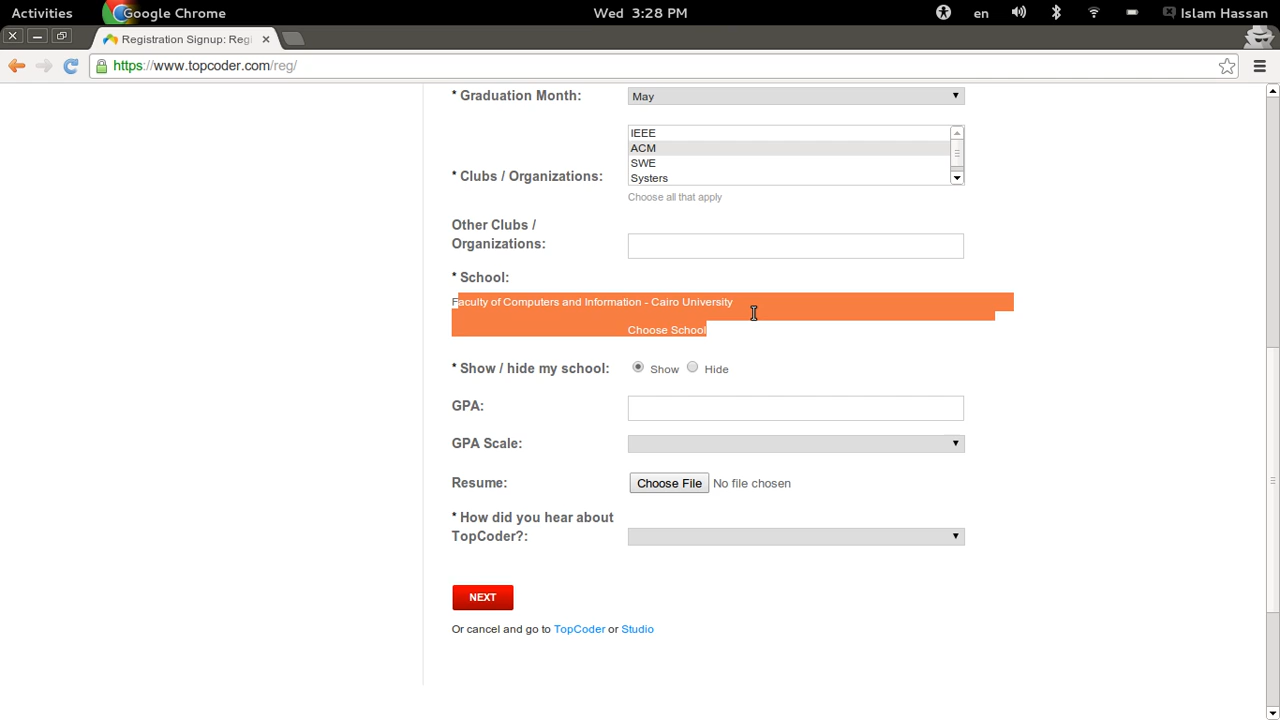 Activities Google Chrome Wed 3:28 PM en Islam Hassan
Registration Signup: Regi
https://www.topcoder.com/reg/
* Graduation Month: May
IEEE
ACM
SWE
Systers
* Clubs / Organizations:
Choose all that apply
Other Clubs /
Organizations:
* School:
Faculty of Computers and Information - Cairo University
Choose School
* Show / hide my school: Show Hide
GPA:
GPA Scale:
Resume: Choose File No file chosen
* How did you hear about
TopCoder?:
NEXT
Or cancel and go to TopCoder or Studio